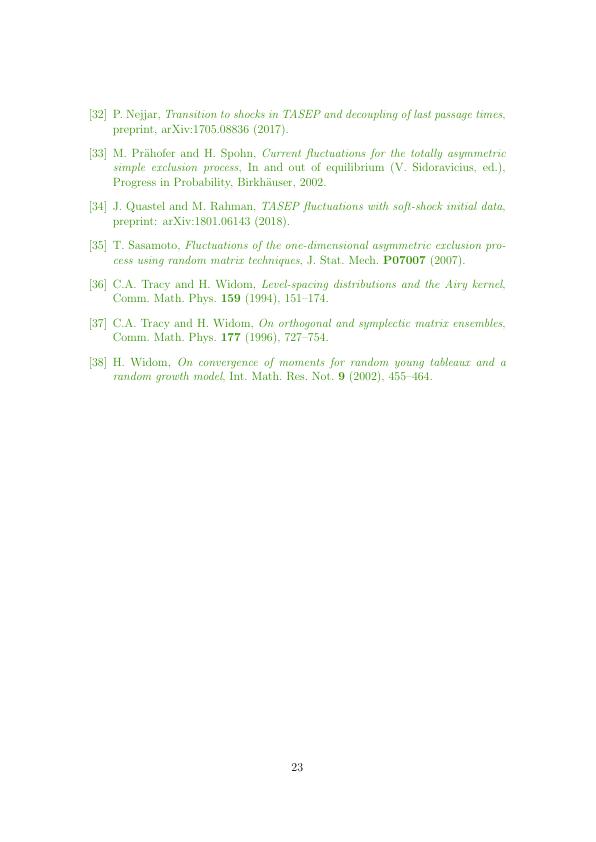 [32] P. Nejjar, Transition to shocks in TASEP and decoupling of last passage times,
preprint, arXiv:1705.08836 (2017).
[33] M. Prähofer and H. Spohn, Current fluctuations for the totally asymmetric
simple exclusion process, In and out of equilibrium (V. Sidoravicius, ed.),
Progress in Probability, Birkhäuser, 2002.
[34] J. Quastel and M. Rahman, TASEP fluctuations with soft-shock initial data,
preprint: arXiv:1801.06143 (2018).
[35] T. Sasamoto, Fluctuations of the one-dimensional asymmetric exclusion pro-
cess using random matrix techniques, J. Stat. Mech. P07007 (2007).
[36] C.A. Tracy and H. Widom, Level-spacing distributions and the Airy kernel,
Comm. Math. Phys. 159 (1994), 151–174.
[37] C.A. Tracy and H. Widom, On orthogonal and symplectic matrix ensembles,
Comm. Math. Phys. 177 (1996), 727–754.
[38] H. Widom, On convergence of moments for random young tableaux and a
random growth model, Int. Math. Res. Not. 9 (2002), 455–464.
23